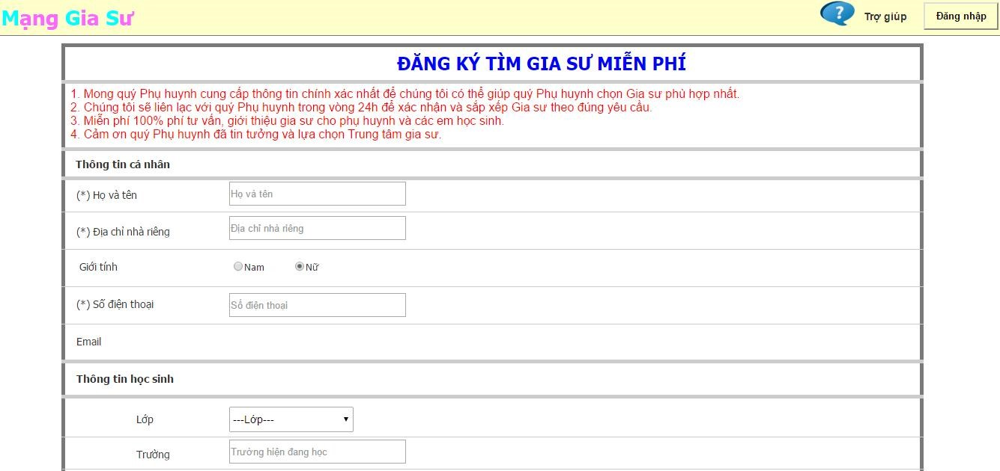 Mạng Gia Sư
?
Trợ giúp
Đăng nhập
ĐĂNG KÝ TÌM GIA SƯ MIỄN PHÍ
1. Mong quý Phụ huynh cung cấp thông tin chính xác nhất để chúng tôi có thể giúp quý Phụ huynh chọn Gia sư phù hợp nhất.
2. Chúng tôi sẽ liên lạc với quý Phụ huynh trong vòng 24h để xác nhận và sắp xếp Gia sư theo đúng yêu cầu.
3. Miễn phí 100% phí tư vấn, giới thiệu gia sư cho phụ huynh và các em học sinh.
4. Cảm ơn quý Phụ huynh đã tin tưởng và lựa chọn Trung tâm gia sư.
Thông tin cá nhân
(*) Họ và tên
Họ và tên
(*) Địa chỉ nhà riêng
Địa chỉ nhà riêng
Giới tính
Nam
Nữ
(*) Số điện thoại
Số điện thoại
Email
Thông tin học sinh
Lớp
---Lớp---
Trường
Trường hiện đang học